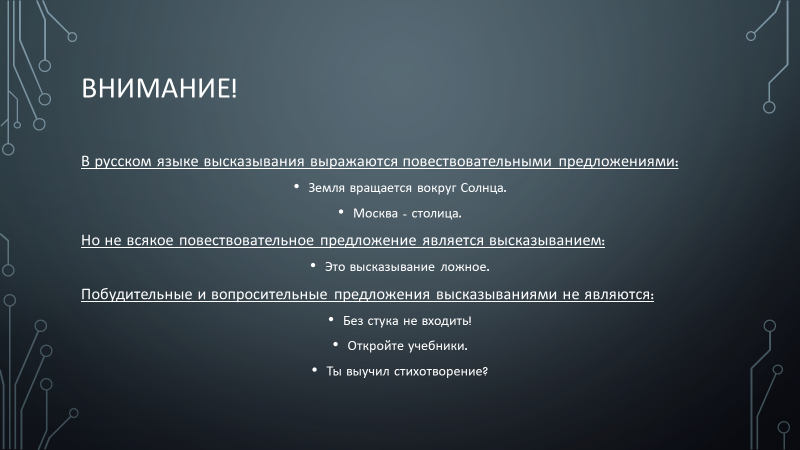 ВНИМАНИЕ!
В русском языке высказывания выражаются повествовательными предложениями:
• Земля вращается вокруг Солнца.
• Москва - столица.
Но не всякое повествовательное предложение является высказыванием:
• Это высказывание ложное.
Побудительные и вопросительные предложения высказываниями не являются:
• Без стука не входить!
• Откройте учебники.
• Ты выучил стихотворение?